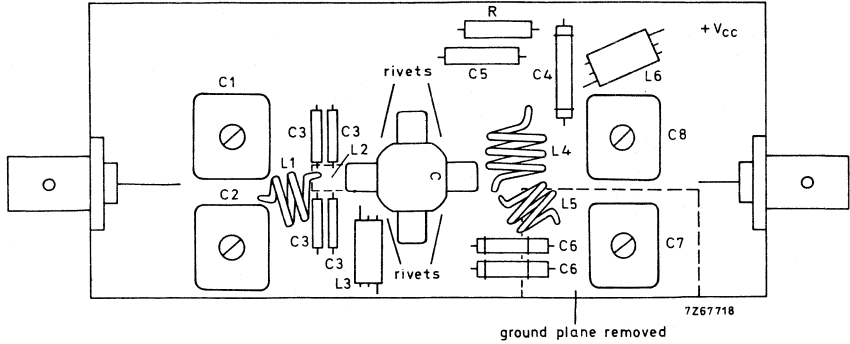 R
+VCC
rivets
C5
C4
L6
C1
C3
C3
L2
L1
C
L4
C8
C2
L5
C3
C3
C6
C7
L3
rivets
C6
7Z67718
ground plane removed